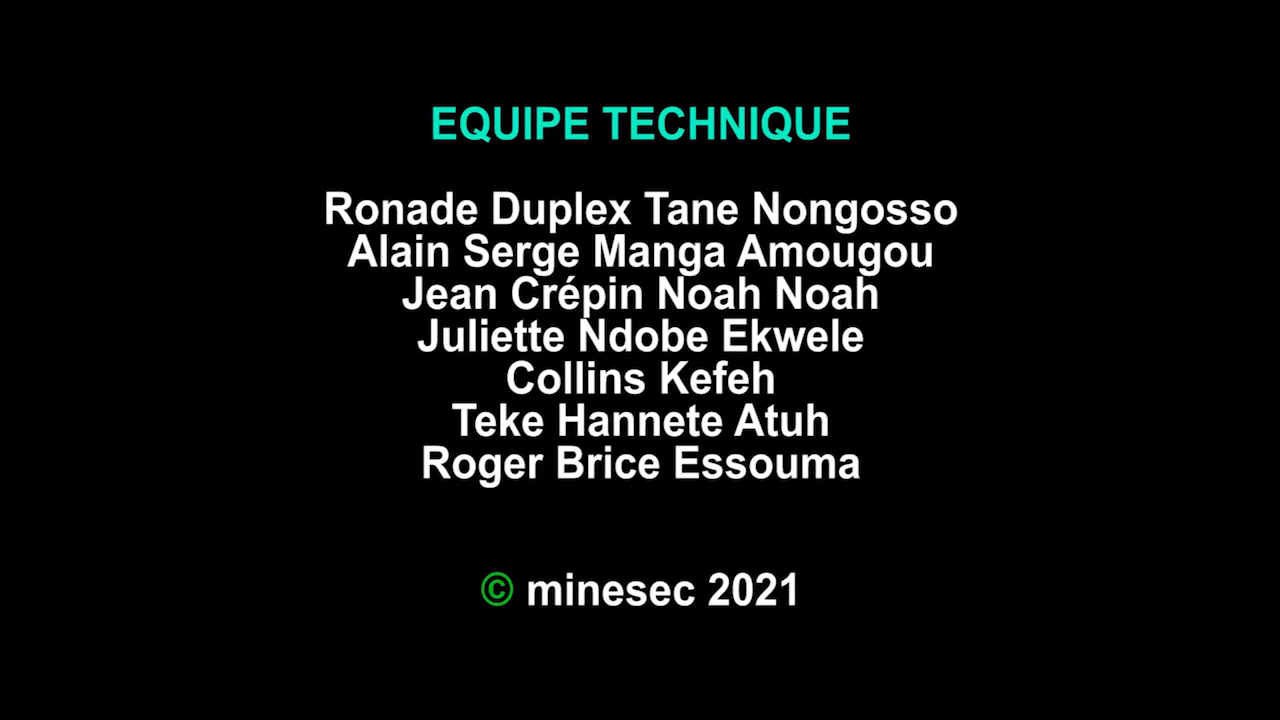 EQUIPE TECHNIQUE
Ronade Duplex Tane Nongosso
Alain Serge Manga Amougou
Jean Crépin Noah Noah
Juliette Ndobe Ekwele
Collins Kefeh
Teke Hannete Atuh
Roger Brice Essouma
© minesec 2021